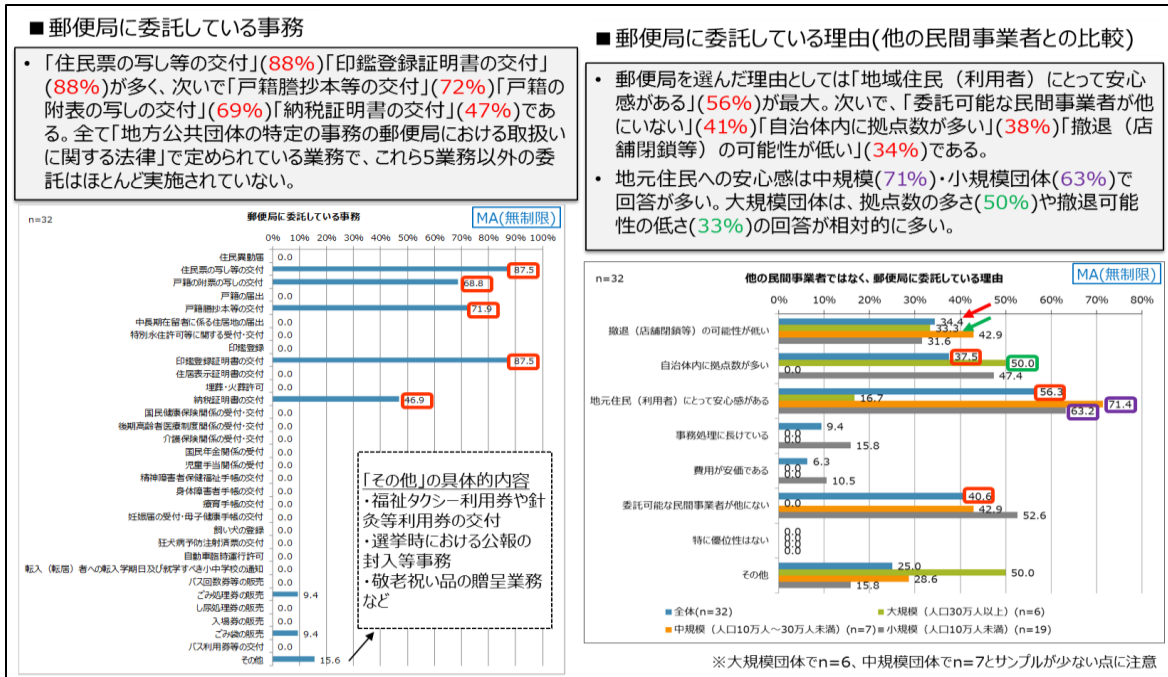 ■ 郵便局に委託している事務
• 「住民票の写し等の交付」(88%)「印鑑登録証明書の交付」
(88%)が多く、次いで「戸籍謄抄本等の交付」(72%)「戸籍の
附表の写しの交付」(69%)「納税証明書の交付」(47%)であ
る。全て「地方公共団体の特定の事務の郵便局における取扱い
に関する法律」で定められている業務で、これら5業務以外の委
託はほとんど実施されていない。
n=32
郵便局に委託している事務
MA(無制限)
0% 10% 20% 30% 40% 50% 60% 70% 80% 90% 100%
住民異動届 0.0
住民票の写し等の交付 87.5
戸籍の附票の写しの交付 68.8
戸籍の届出 0.0
戸籍謄抄本等の交付 71.9
中長期在留者に係る住居地の届出 0.0
特別永住許可等に関する受付・交付 0.0
印鑑登録 0.0
印鑑登録証明書の交付 87.5
住居表示証明書の交付 0.0
埋葬・火葬許可 0.0
納税証明書の交付 46.9
国民健康保険関係の受付・交付 0.0
後期高齢者医療制度関係の受付・交付 0.0
介護保険関係の受付・交付 0.0
国民年金関係の受付 0.0
児童手当関係の受付 0.0
精神障害者保健福祉手帳の交付 0.0
身体障害者手帳の交付 0.0
療育手帳の交付 0.0
妊娠届の受付・母子健康手帳の交付 0.0
飼い犬の登録 0.0
狂犬病予防注射済票の交付 0.0
自動車臨時運行許可 0.0
転入(転居)者への転入学期日及び就学すべき小中学校の通知 0.0
バス回数券等の販売 0.0
ごみ処理券の販売 9.4
し尿処理券の販売 0.0
入場券の販売 0.0
ごみ袋の販売 9.4
バス利用券等の交付 0.0
その他 15.6
「その他」の具体的内容
・福祉タクシー利用券や針
灸等利用券の交付
・選挙時における公報の
封入等事務
・敬老祝い品の贈呈業務
など
■ 郵便局に委託している理由(他の民間事業者との比較)
• 郵便局を選んだ理由としては「地域住民(利用者)にとって安心
感がある」(56%)が最大。次いで、「委託可能な民間事業者が他
にいない」(41%)「自治体内に拠点数が多い」(38%)「撤退(店
舗閉鎖等)の可能性が低い」(34%)である。
• 地元住民への安心感は中規模(71%)・小規模団体(63%)で
回答が多い。大規模団体は、拠点数の多さ(50%)や撤退可能
性の低さ(33%)の回答が相対的に多い。
n=32
他の民間事業者ではなく、郵便局に委託している理由
MA(無制限)
0% 10% 20% 30% 40% 50% 60% 70% 80%
撤退(店舗閉鎖等)の可能性が低い
34.4
33.3
42.9
31.6
自治体内に拠点数が多い
37.5
50.0
0.0
47.4
地元住民(利用者)にとって安心感がある
56.3
16.7
71.4
63.2
事務処理に長けている
9.4
0.0
0.0
15.8
費用が安価である
6.3
0.0
0.0
10.5
委託可能な民間事業者が他にない
40.6
0.0
42.9
52.6
特に優位性はない
0.0
0.0
0.0
0.0
その他
25.0
50.0
28.6
15.8
■全体(n=32) ■大規模(人口30万人以上)(n=6)
■中規模(人口10万人～30万人未満)(n=7) ■小規模(人口10万人未満)(n=19)
※大規模団体でn=6、中規模団体でn=7とサンプルが少ない点に注意